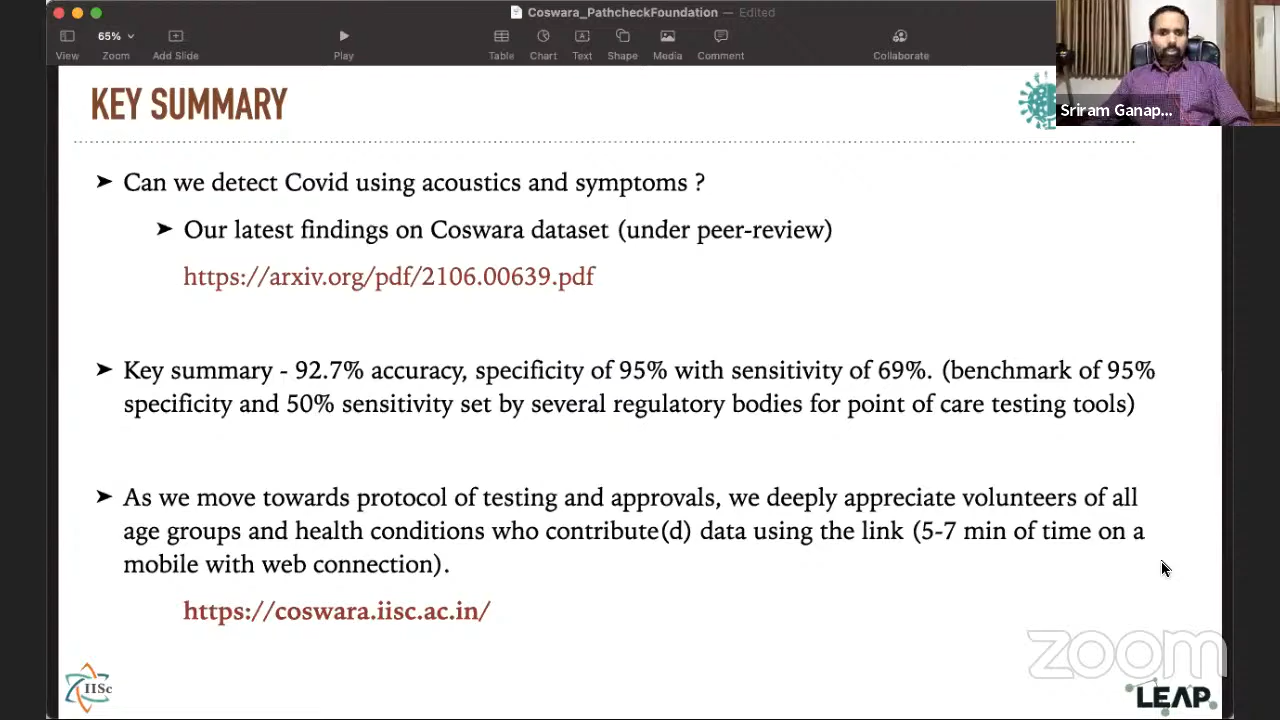 Coswara_PathcheckFoundation — Edited
65%
View Zoom Add Slide Play Table Chart Text Shape Media Comment Collaborate
Sriram Ganap...
KEY SUMMARY
➤ Can we detect Covid using acoustics and symptoms ?
➤ Our latest findings on Coswara dataset (under peer-review)
https://arxiv.org/pdf/2106.00639.pdf
➤ Key summary - 92.7% accuracy, specificity of 95% with sensitivity of 69%. (benchmark of 95%
specificity and 50% sensitivity set by several regulatory bodies for point of care testing tools)
➤ As we move towards protocol of testing and approvals, we deeply appreciate volunteers of all
age groups and health conditions who contribute(d) data using the link (5-7 min of time on a
mobile with web connection).
https://coswara.iisc.ac.in/
zoom
IISc
LEAP